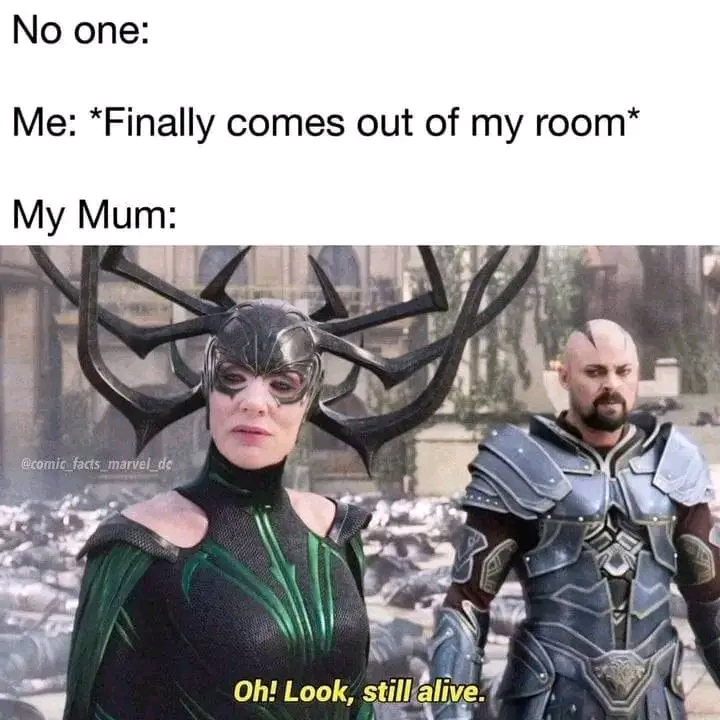 No one:
Me: *Finally comes out of my room*
My Mum:
@comic_facts_marvel_dc
Oh! Look, still alive.